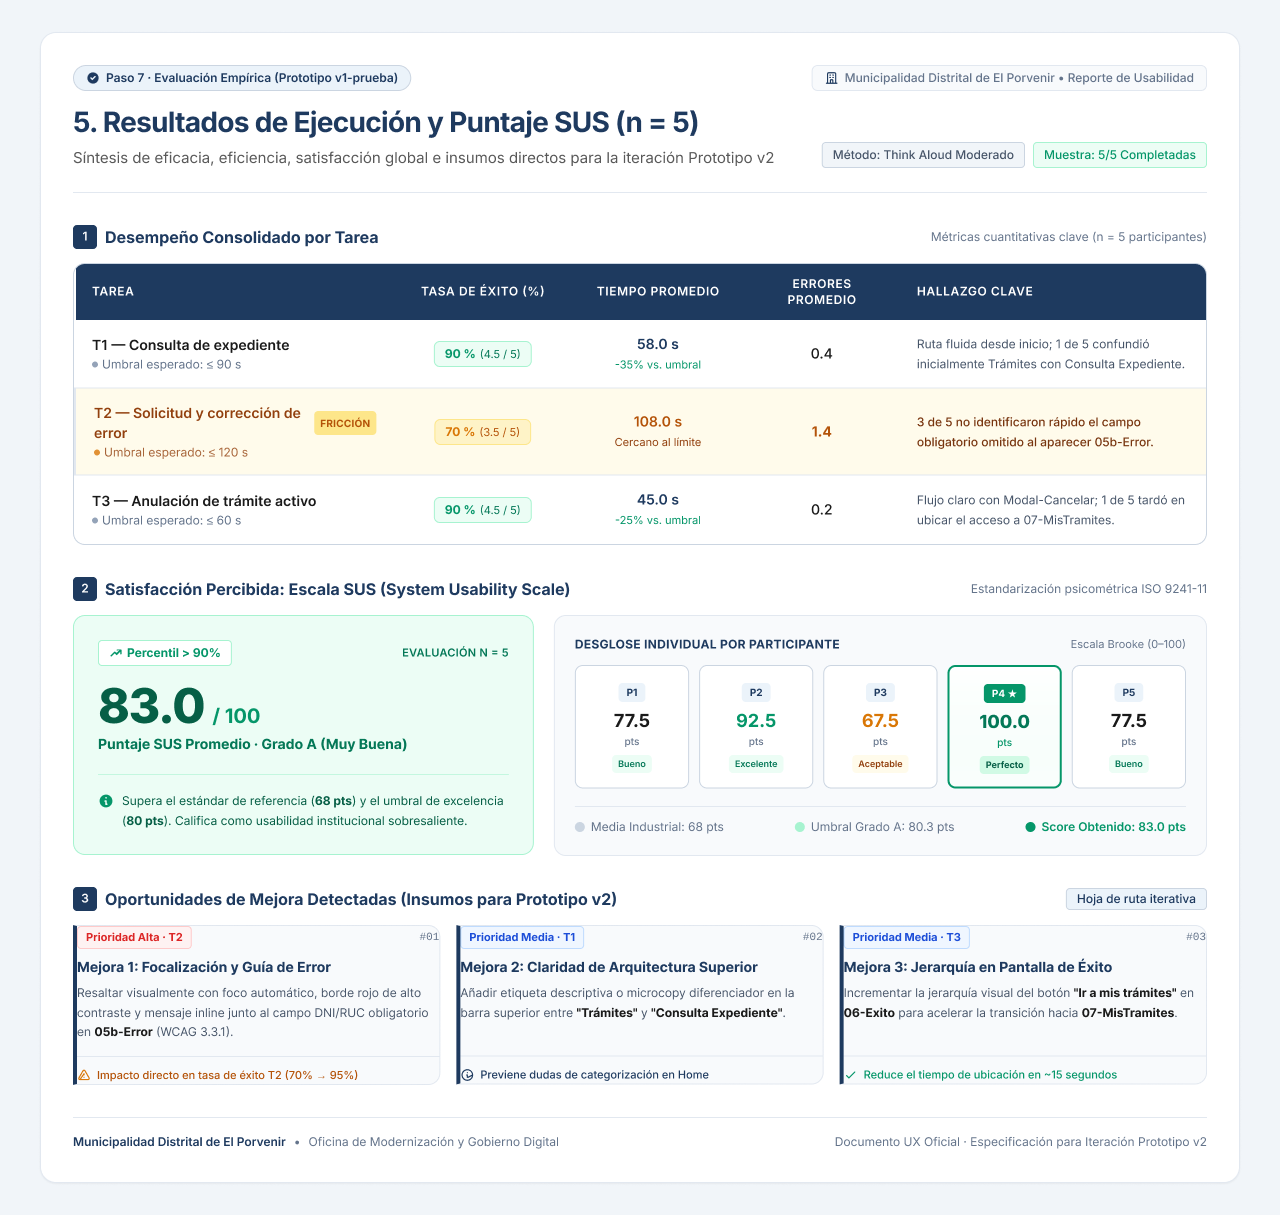 Paso 7 · Evaluación Empírica (Prototipo v1-prueba)
Municipalidad Distrital de El Porvenir • Reporte de Usabilidad
5. Resultados de Ejecución y Puntaje SUS (n = 5)
Síntesis de eficacia, eficiencia, satisfacción global e insumos directos para la iteración Prototipo v2
Método: Think Aloud Moderado
Muestra: 5/5 Completadas
1 Desempeño Consolidado por Tarea
Métricas cuantitativas clave (n = 5 participantes)
TAREA
TASA DE ÉXITO (%)
TIEMPO PROMEDIO
ERRORES
PROMEDIO
HALLAZGO CLAVE
T1 — Consulta de expediente
Umbral esperado: ≤ 90 s
90 % (4.5 / 5)
58.0 s
-35% vs. umbral
0.4
Ruta fluida desde inicio; 1 de 5 confundió
inicialmente Trámites con Consulta Expediente.
T2 — Solicitud y corrección de
error
FRICCIÓN
Umbral esperado: ≤ 120 s
70 % (3.5 / 5)
108.0 s
Cercano al límite
1.4
3 de 5 no identificaron rápido el campo
obligatorio omitido al aparecer 05b-Error.
T3 — Anulación de trámite activo
Umbral esperado: ≤ 60 s
90 % (4.5 / 5)
45.0 s
-25% vs. umbral
0.2
Flujo claro con Modal-Cancelar; 1 de 5 tardó en
ubicar el acceso a 07-MisTramites.
2 Satisfacción Percibida: Escala SUS (System Usability Scale)
Estandarización psicométrica ISO 9241-11
Percentil > 90%
EVALUACIÓN N = 5
83.0 / 100
Puntaje SUS Promedio · Grado A (Muy Buena)
Supera el estándar de referencia (68 pts) y el umbral de excelencia
(80 pts). Califica como usabilidad institucional sobresaliente.
DESGLOSE INDIVIDUAL POR PARTICIPANTE
Escala Brooke (0–100)
P1
77.5
pts
Bueno
P2
92.5
pts
Excelente
P3
67.5
pts
Aceptable
P4 ★
100.0
pts
Perfecto
P5
77.5
pts
Bueno
Media Industrial: 68 pts
Umbral Grado A: 80.3 pts
Score Obtenido: 83.0 pts
3 Oportunidades de Mejora Detectadas (Insumos para Prototipo v2)
Hoja de ruta iterativa
Prioridad Alta · T2
#01
Mejora 1: Focalización y Guía de Error
Resaltar visualmente con foco automático, borde rojo de alto
contraste y mensaje inline junto al campo DNI/RUC obligatorio
en 05b-Error (WCAG 3.3.1).
Impacto directo en tasa de éxito T2 (70% → 95%)
Prioridad Media · T1
#02
Mejora 2: Claridad de Arquitectura Superior
Añadir etiqueta descriptiva o microcopy diferenciador en la
barra superior entre "Trámites" y "Consulta Expediente".
Previene dudas de categorización en Home
Prioridad Media · T3
#03
Mejora 3: Jerarquía en Pantalla de Éxito
Incrementar la jerarquía visual del botón "Ir a mis trámites" en
06-Exito para acelerar la transición hacia 07-MisTramites.
Reduce el tiempo de ubicación en ~15 segundos
Municipalidad Distrital de El Porvenir • Oficina de Modernización y Gobierno Digital
Documento UX Oficial · Especificación para Iteración Prototipo v2